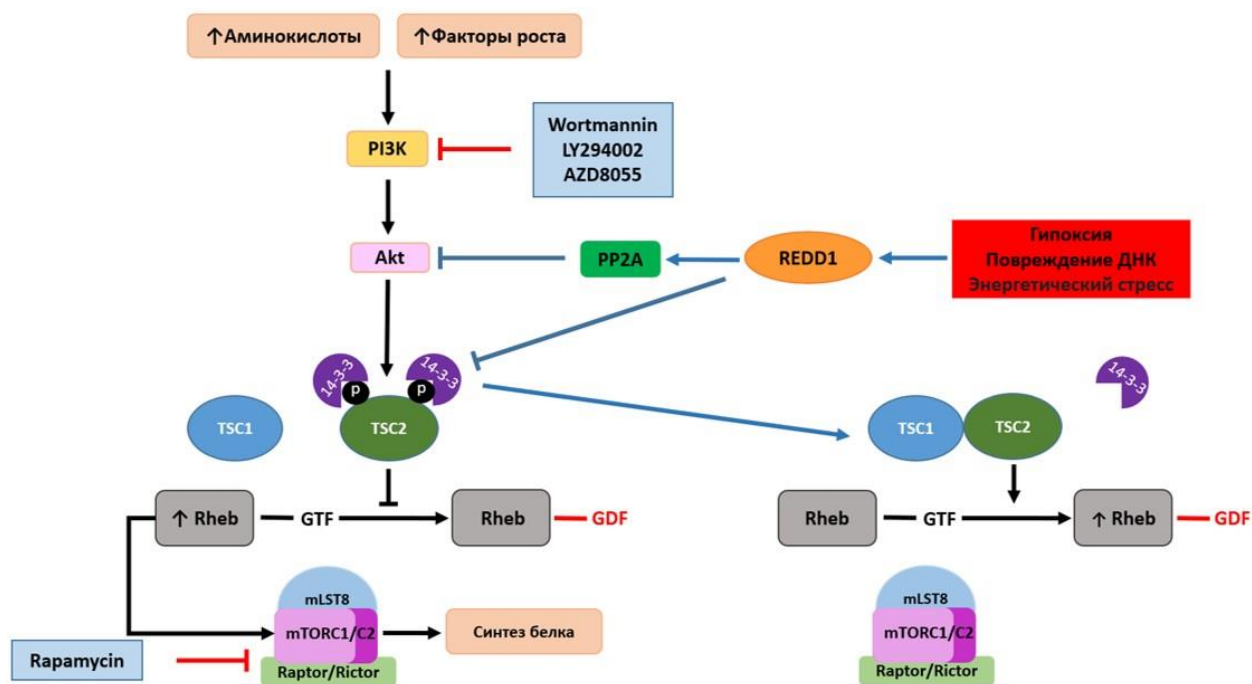 ↑Аминокислоты
↑Факторы роста
Wortmannin
LY294002
AZD8055
PI3K
Akt
PP2A
REDD1
Гипоксия
Повреждение ДНК
Энергетический стресс
14-3-3
14-3-3
14-3-3
P
P
TSC1
TSC2
TSC1
TSC2
↑ Rheb
GTF
Rheb
GDF
Rheb
GTF
↑ Rheb
GDF
mLST8
mTORC1/C2
Raptor/Rictor
Синтез белка
Rapamycin
mLST8
mTORC1/C2
Raptor/Rictor